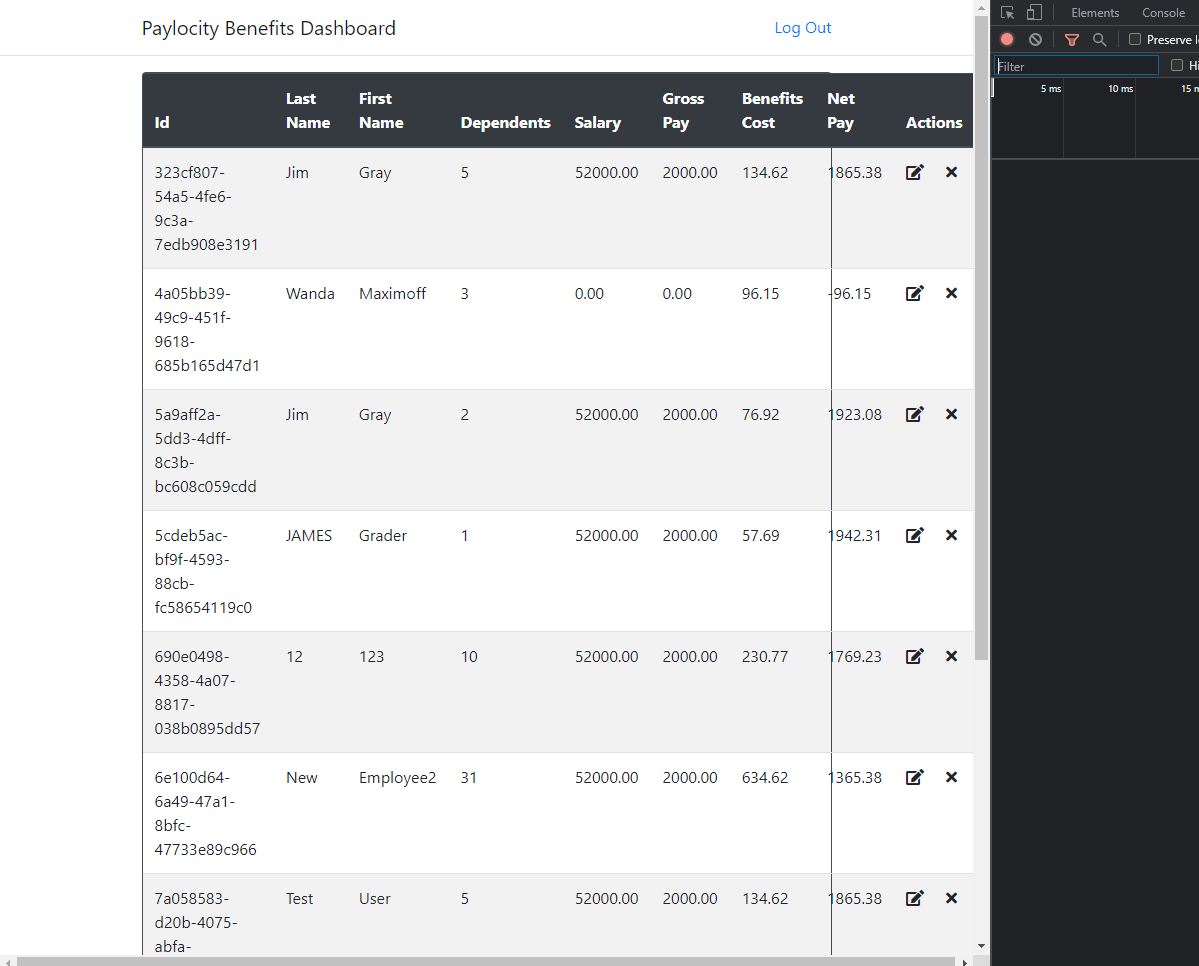 Paylocity Benefits Dashboard
Log Out
Elements Console
Preserve l
Filter
Hi
5 ms 10 ms 15 m
Id Last Name First Name Dependents Salary Gross Pay Benefits Cost Net Pay Actions
323cf807- Jim Gray 5 52000.00 2000.00 134.62 1865.38
54a5-4fe6-
9c3a-
7edb908e3191
4a05bb39- Wanda Maximoff 3 0.00 0.00 96.15 -96.15
49c9-451f-
9618-
685b165d47d1
5a9aff2a- Jim Gray 2 52000.00 2000.00 76.92 1923.08
5dd3-4dff-
8c3b-
bc608c059cdd
5cdeb5ac- JAMES Grader 1 52000.00 2000.00 57.69 1942.31
bf9f-4593-
88cb-
fc58654119c0
690e0498- 12 123 10 52000.00 2000.00 230.77 1769.23
4358-4a07-
8817-
038b0895dd57
6e100d64- New Employee2 31 52000.00 2000.00 634.62 1365.38
6a49-47a1-
8bfc-
47733e89c966
7a058583- Test User 5 52000.00 2000.00 134.62 1865.38
d20b-4075-
abfa-